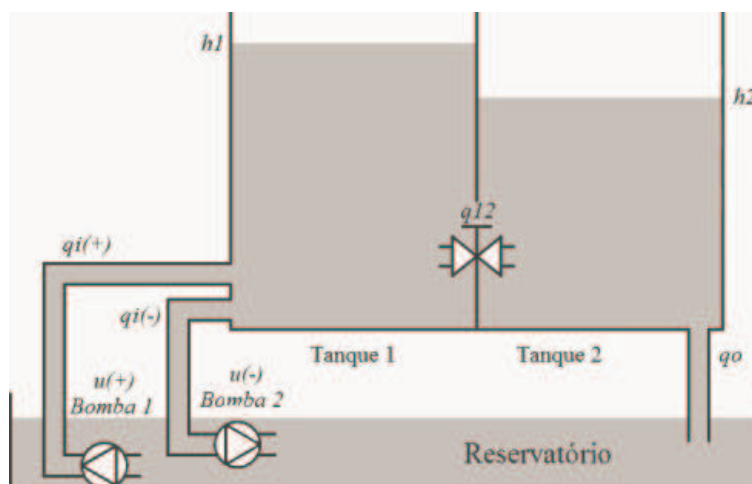 h1
h2
q12
qi(+)
qi(-)
Tanque 1
Tanque 2
qo
u(+)
Bomba 1
u(-)
Bomba 2
Reservatório